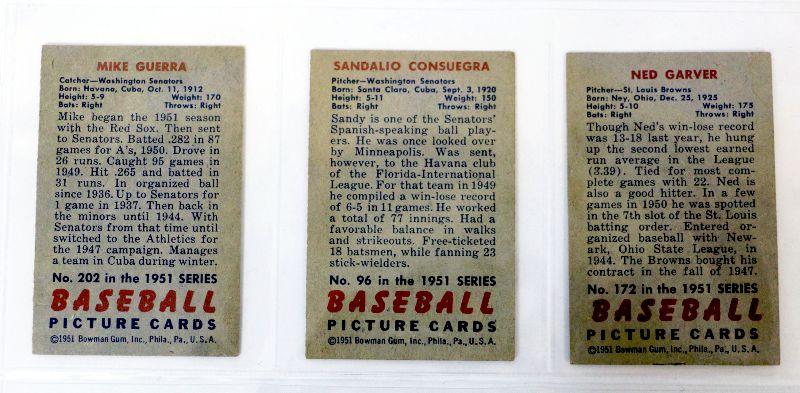 MIKE GUERRA
Catcher—Washington Senators
Born: Havana, Cuba, Oct. 11, 1912
Height: 5-9 Weight: 170
Bats: Right Throws: Right
Mike began the 1951 season
with the Red Sox. Then sent
to Senators. Batted .282 in 87
games for A's, 1950. Drove in
26 runs. Caught 95 games in
1949. Hit .265 and batted in
31 runs. In organized ball
since 1936. Up to Senators for
1 game in 1937. Then back in
the minors until 1944. With
Senators from that time until
switched to the Athletics for
the 1947 campaign. Manages
a team in Cuba during winter.
No. 202 in the 1951 SERIES
BASEBALL
PICTURE CARDS
©1951 Bowman Gum, Inc., Phila., Pa., U.S.A.
SANDALIO CONSUEGRA
Pitcher—Washington Senators
Born: Santa Claro, Cuba, Sept. 3, 1920
Height: 5-11 Weight: 150
Bats: Right Throws: Right
Sandy is one of the Senators'
Spanish-speaking ball play-
ers. He was once looked over
by Minneapolis. Was sent,
however, to the Havana club
of the Florida-International
League. For that team in 1949
he compiled a win-lose record
of 6-5 in 11 games. He worked
a total of 77 innings. Had a
favorable balance in walks
and strikeouts. Free-ticketed
18 batsmen, while fanning 23
stick-wielders.
No. 96 in the 1951 SERIES
BASEBALL
PICTURE CARDS
©1951 Bowman Gum, Inc., Phila., Pa., U.S.A.
NED GARVER
Pitcher—St. Louis Browns
Born: Ney, Ohio, Dec. 25, 1925
Height: 5-10 Weight: 175
Bats: Right Throws: Right
Though Ned's win-lose record
was 13-18 last year, he hung
up the second lowest earned
run average in the League
(3.39). Tied for most com-
plete games with 22. Ned is
also a good hitter. In a few
games in 1950 he was spotted
in the 7th slot of the St. Louis
batting order. Entered or-
ganized baseball with New-
ark, Ohio State League, in
1944. The Browns bought his
contract in the fall of 1947.
No. 172 in the 1951 SERIES
BASEBALL
PICTURE CARDS
©1951 Bowman Gum, Inc., Phila., Pa., U.S.A.